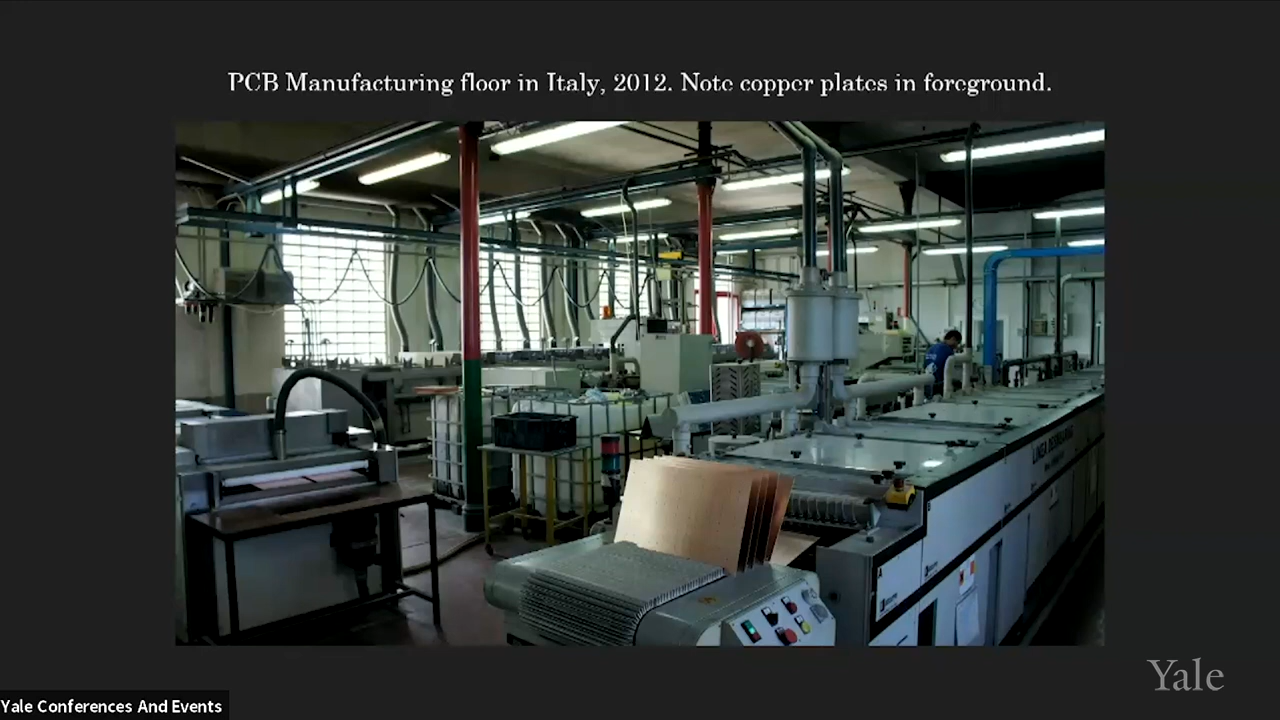 PCB Manufacturing floor in Italy, 2012. Note copper plates in foreground.
Yale
Yale Conferences And Events